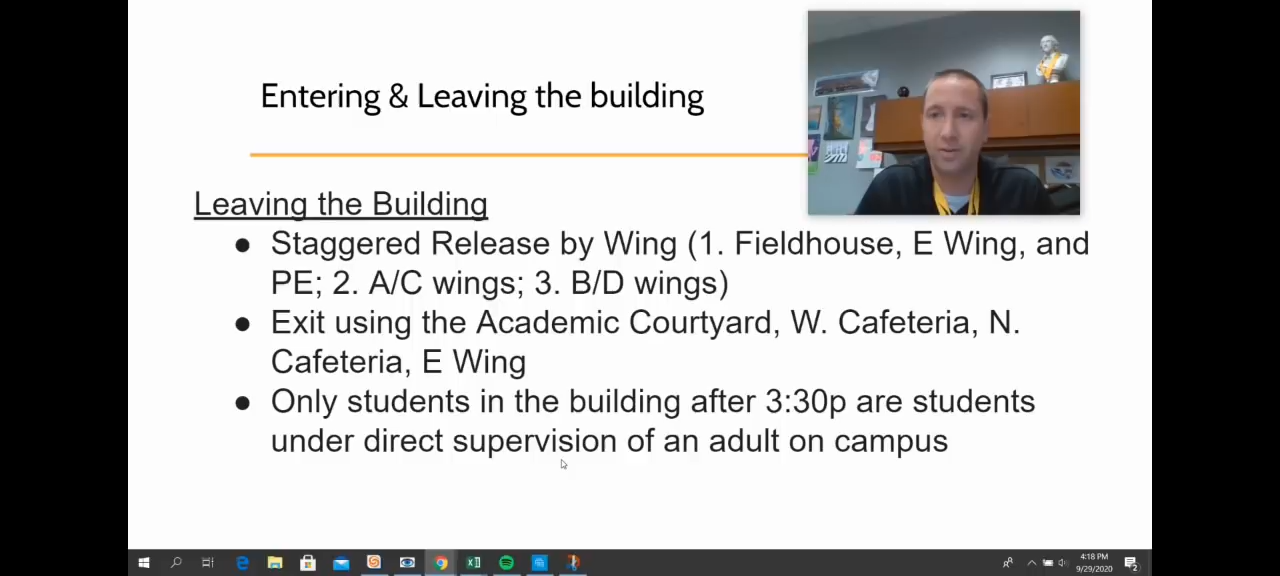 Entering & Leaving the building
Leaving the Building
● Staggered Release by Wing (1. Fieldhouse, E Wing, and
PE; 2. A/C wings; 3. B/D wings)
● Exit using the Academic Courtyard, W. Cafeteria, N.
Cafeteria, E Wing
● Only students in the building after 3:30p are students
under direct supervision of an adult on campus
4:18 PM
9/29/2020
2